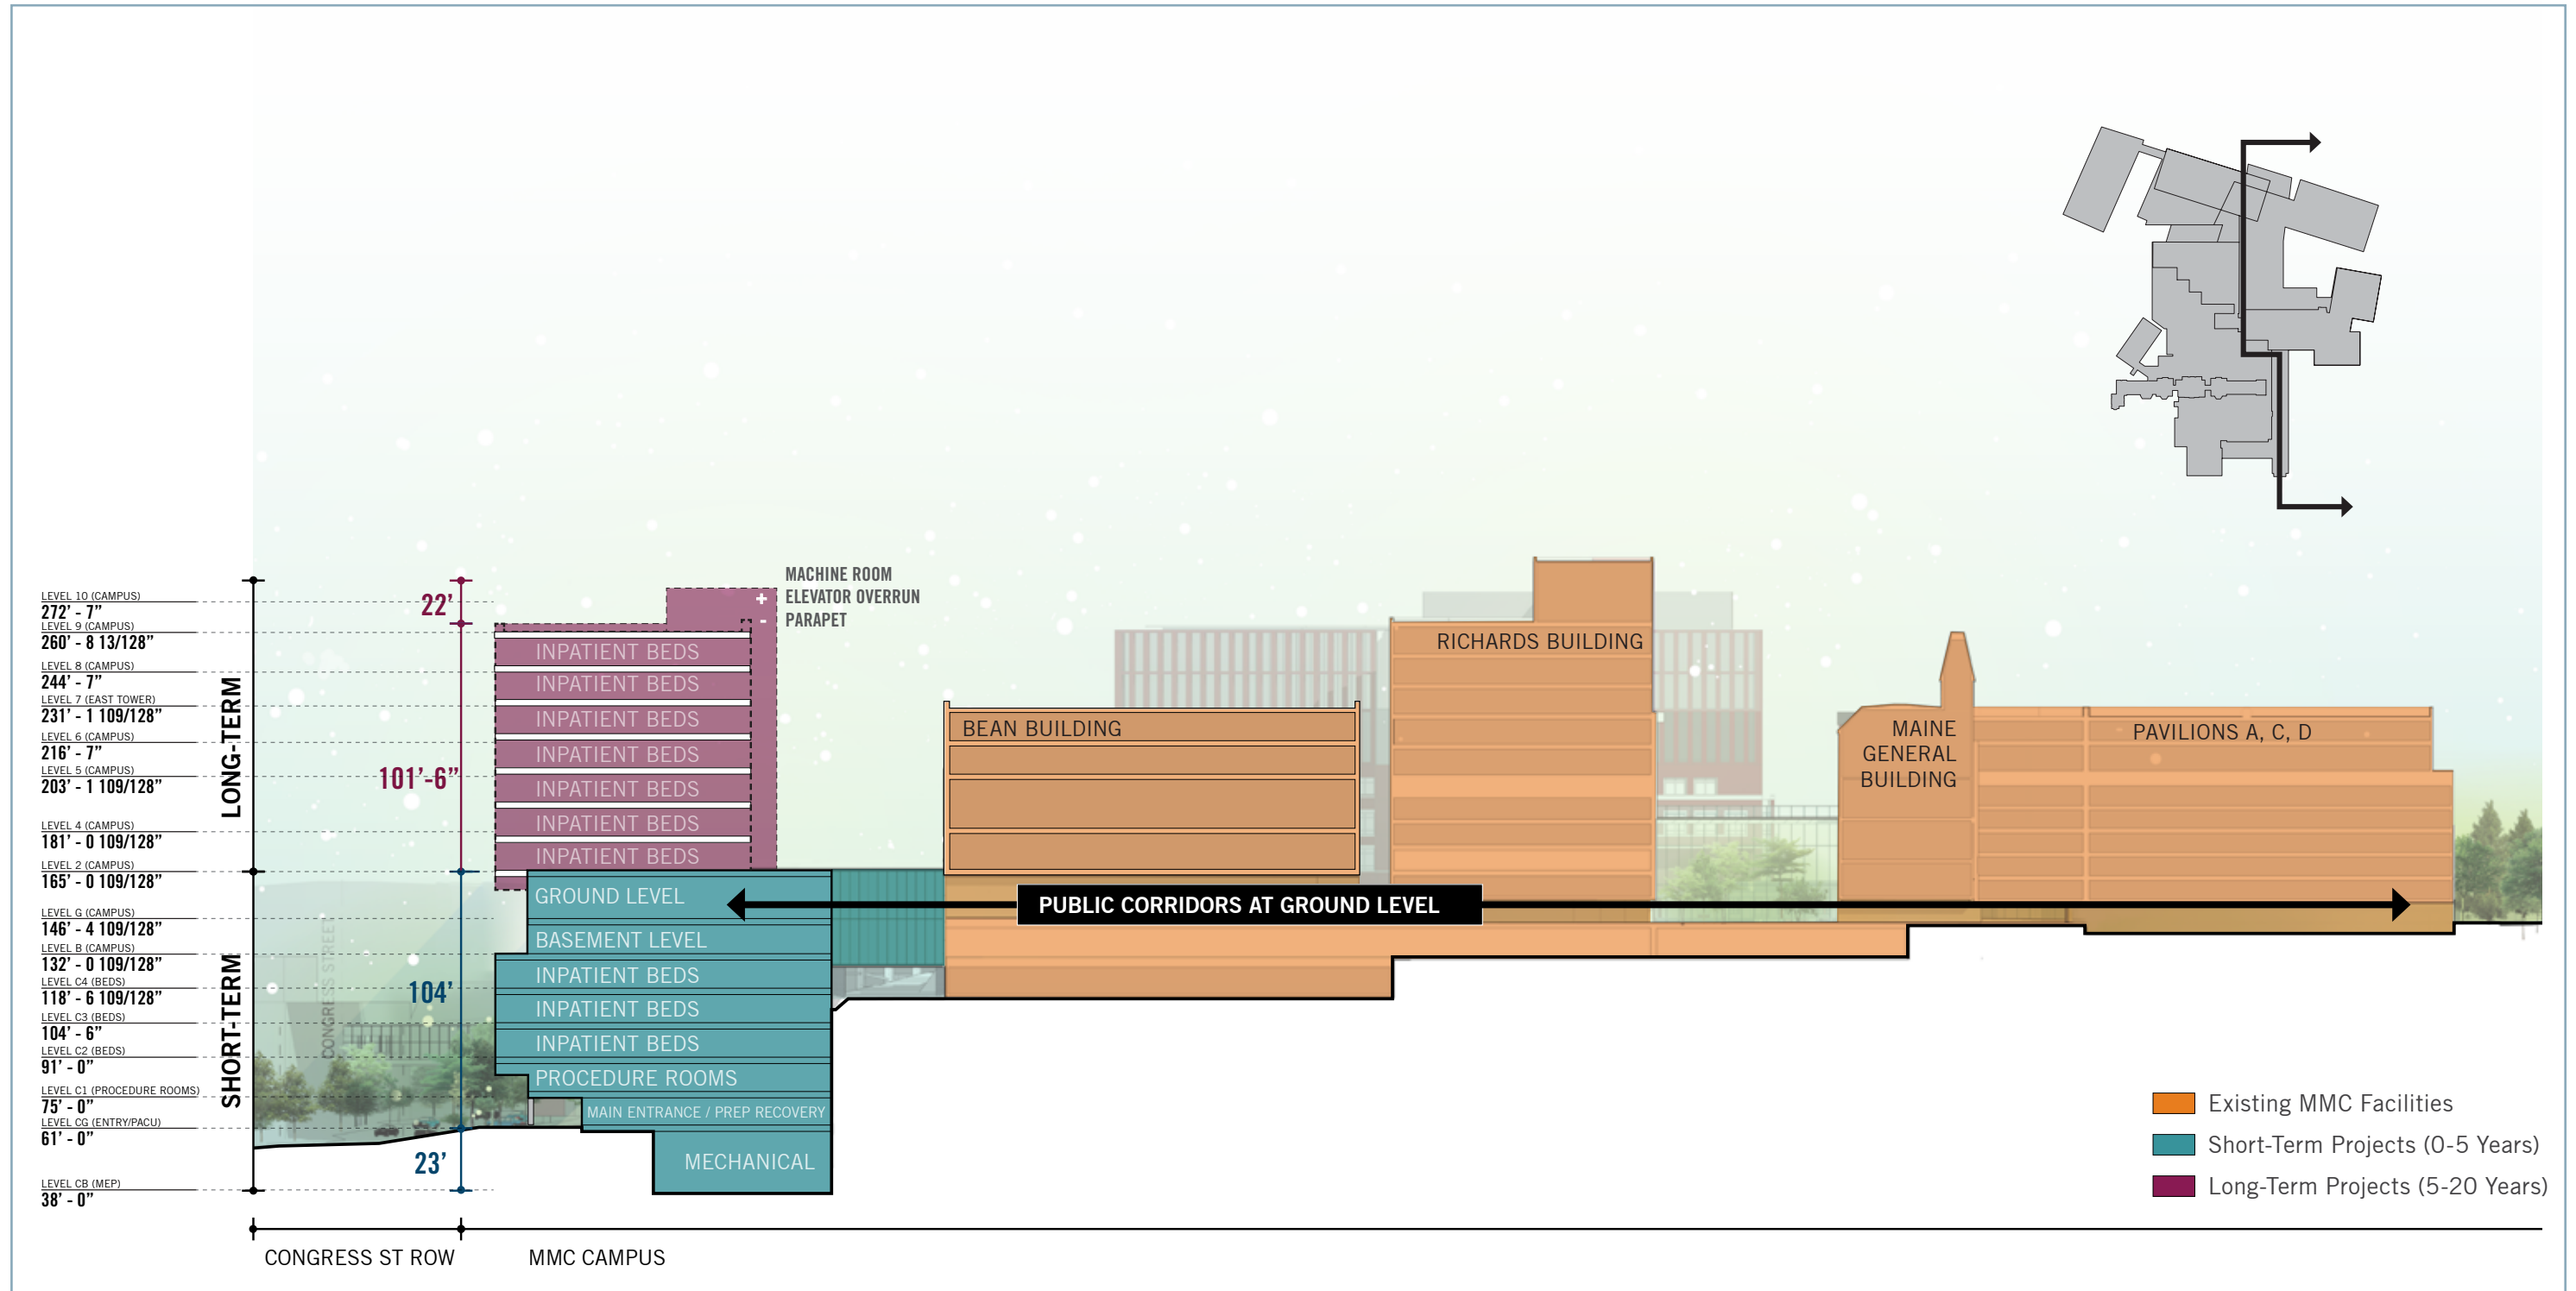 LEVEL 10 (CAMPUS)
272’ - 7”
LEVEL 9 (CAMPUS)
260’ - 8 13/128”
LEVEL 8 (CAMPUS)
244’ - 7”
LEVEL 7 (EAST TOWER)
231’ - 1 109/128”
LEVEL 6 (CAMPUS)
216’ - 7”
LEVEL 5 (CAMPUS)
203’ - 1 109/128”
LEVEL 4 (CAMPUS)
181’ - 0 109/128”
LEVEL 2 (CAMPUS)
165’ - 0 109/128”
LEVEL G (CAMPUS)
146’ - 4 109/128”
LEVEL B (CAMPUS)
132’ - 0 109/128”
LEVEL C4 (BEDS)
118’ - 6 109/128”
LEVEL C3 (BEDS)
104’ - 6”
LEVEL C2 (BEDS)
91’ - 0”
LEVEL C1 (PROCEDURE ROOMS)
75’ - 0”
LEVEL CG (ENTRY/PACU)
61’ - 0”
LEVEL CB (MEP)
38’ - 0”
LONG-TERM
SHORT-TERM
22’
101’-6”
104’
23’
CONGRESS STREET
MACHINE ROOM
ELEVATOR OVERRUN
PARAPET
+
-
INPATIENT BEDS
INPATIENT BEDS
INPATIENT BEDS
INPATIENT BEDS
INPATIENT BEDS
INPATIENT BEDS
INPATIENT BEDS
GROUND LEVEL
BASEMENT LEVEL
INPATIENT BEDS
INPATIENT BEDS
INPATIENT BEDS
PROCEDURE ROOMS
MAIN ENTRANCE / PREP RECOVERY
MECHANICAL
BEAN BUILDING
RICHARDS BUILDING
MAINE
GENERAL
BUILDING
PAVILIONS A, C, D
PUBLIC CORRIDORS AT GROUND LEVEL
Existing MMC Facilities
Short-Term Projects (0-5 Years)
Long-Term Projects (5-20 Years)
CONGRESS ST ROW
MMC CAMPUS